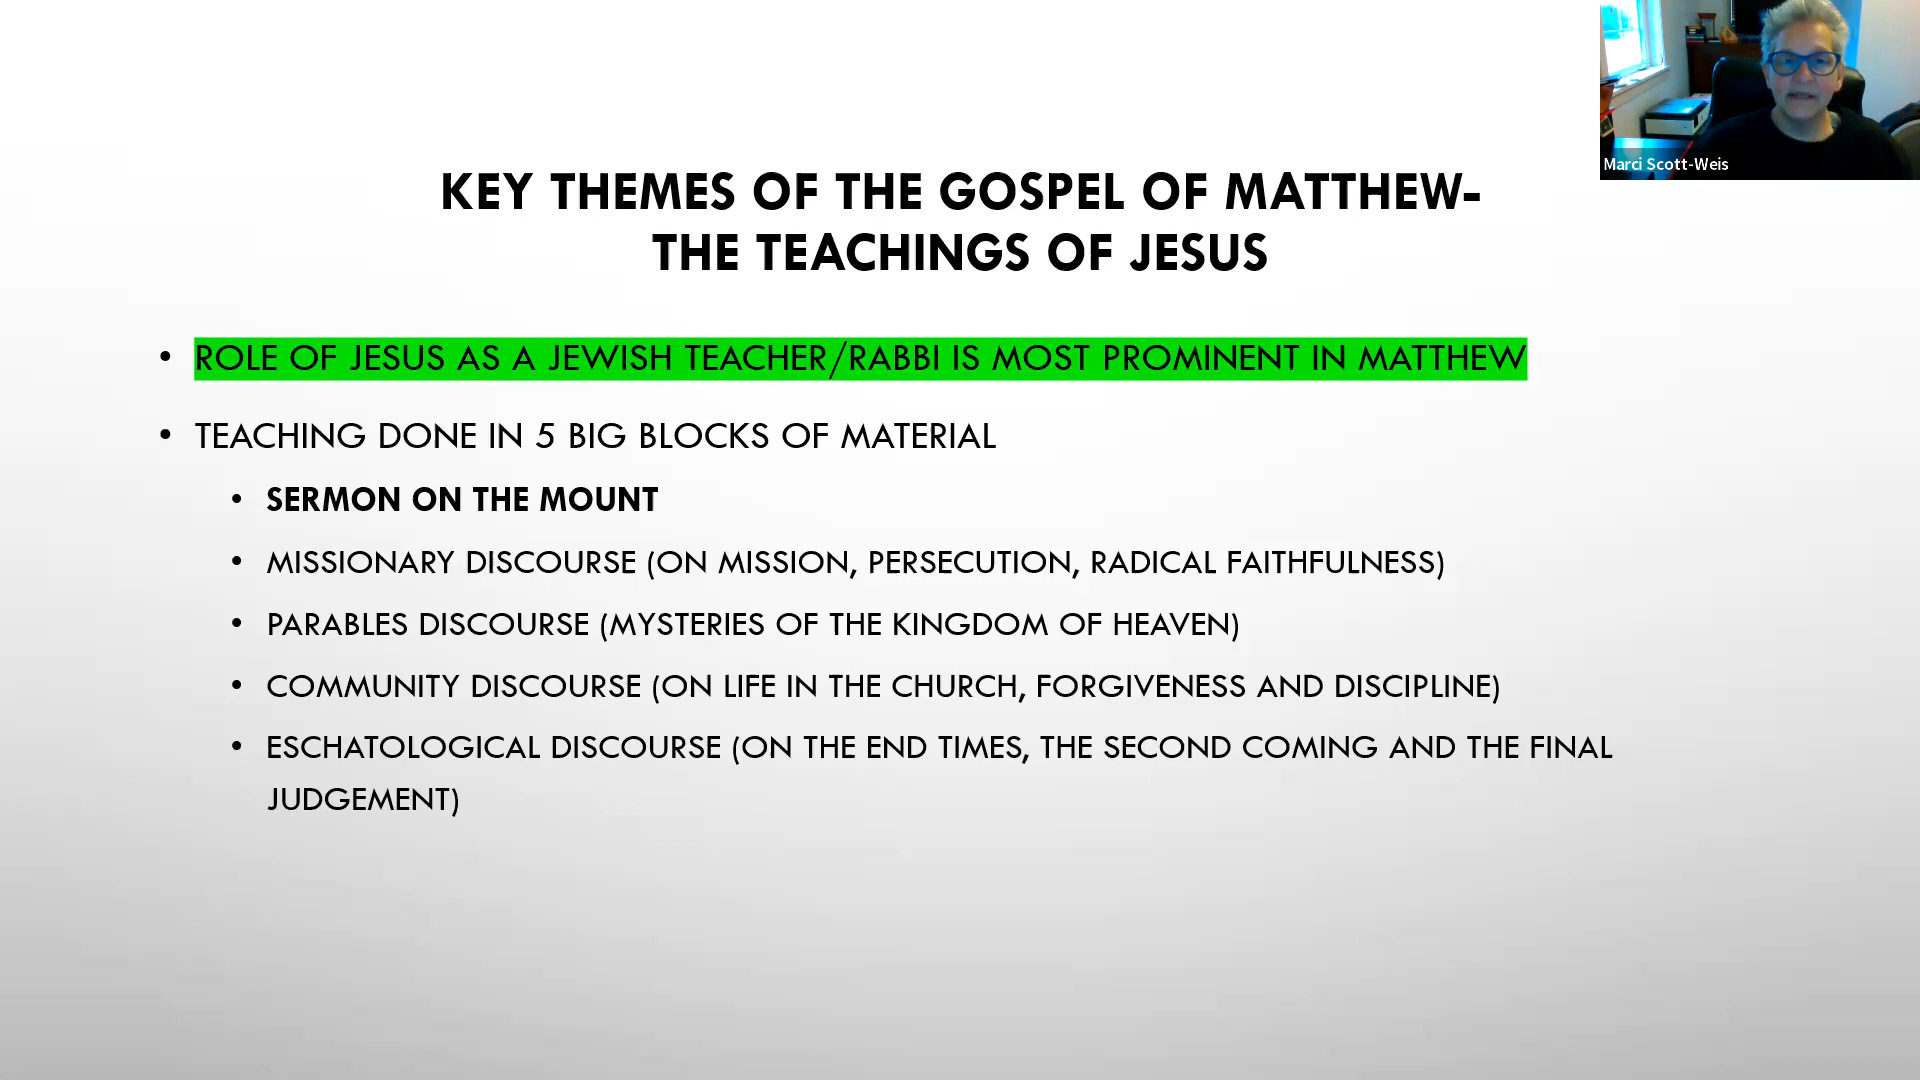 Marci Scott-Weis
KEY THEMES OF THE GOSPEL OF MATTHEW-
THE TEACHINGS OF JESUS
• ROLE OF JESUS AS A JEWISH TEACHER/RABBI IS MOST PROMINENT IN MATTHEW
• TEACHING DONE IN 5 BIG BLOCKS OF MATERIAL
• SERMON ON THE MOUNT
• MISSIONARY DISCOURSE (ON MISSION, PERSECUTION, RADICAL FAITHFULNESS)
• PARABLES DISCOURSE (MYSTERIES OF THE KINGDOM OF HEAVEN)
• COMMUNITY DISCOURSE (ON LIFE IN THE CHURCH, FORGIVENESS AND DISCIPLINE)
• ESCHATOLOGICAL DISCOURSE (ON THE END TIMES, THE SECOND COMING AND THE FINAL
JUDGEMENT)